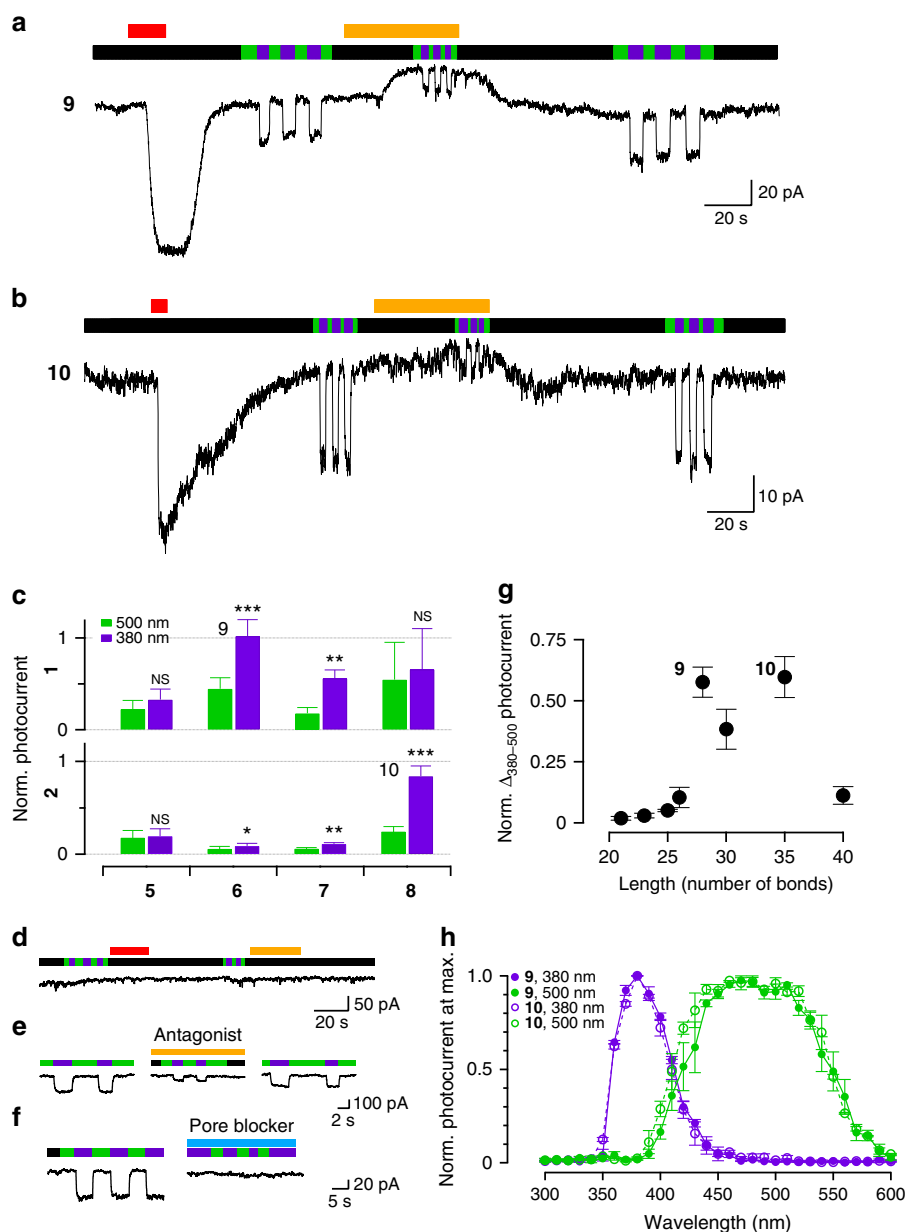 a
9
20 pA
20 s
b
10
10 pA
20 s
c
500 nm
380 nm
Norm. photocurrent
1
2
1
0
1
0
NS
9
***
**
NS
NS
*
**
10
***
5
6
7
8
g
Norm. Δ380–500 photocurrent
0.75
0.50
0.25
0
9
10
20
25
30
35
40
Length (number of bonds)
d
50 pA
20 s
e
Antagonist
100 pA
2 s
f
Pore blocker
20 pA
5 s
h
9, 380 nm
9, 500 nm
10, 380 nm
10, 500 nm
Norm. photocurrent at max.
1.0
0.5
0
300
350
400
450
500
550
600
Wavelength (nm)